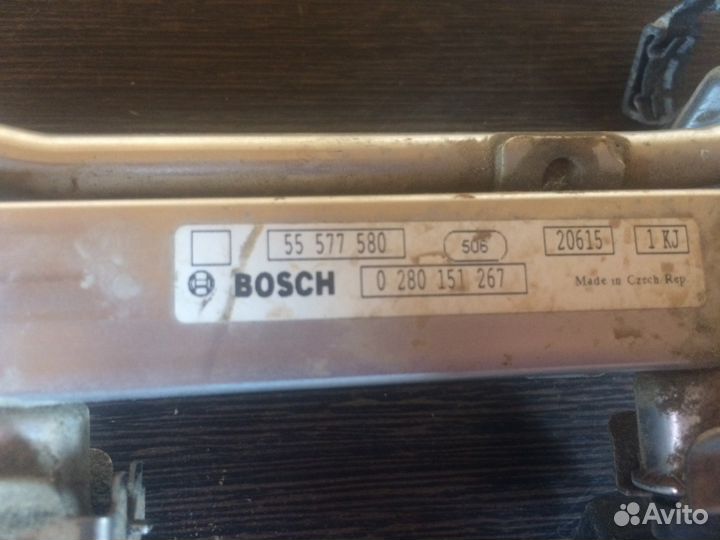 55 577 580 506 20615 1 KJ
BOSCH 0 280 151 267 Made in Czech Rep
Avito